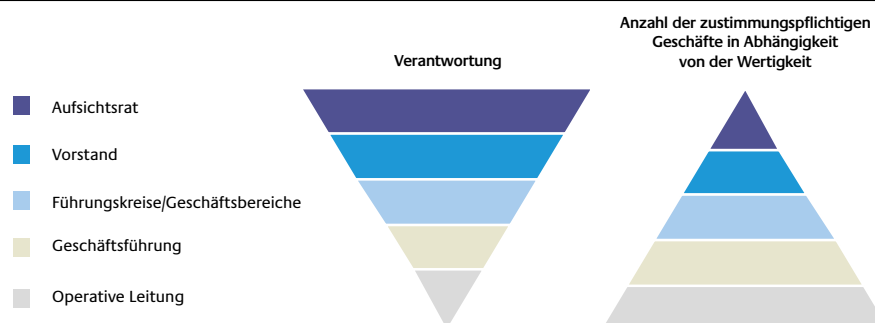 Anzahl der zustimmungspflichtigen
Geschäfte in Abhängigkeit
von der Wertigkeit
Verantwortung
Aufsichtsrat
Vorstand
Führungskreise/Geschäftsbereiche
Geschäftsführung
Operative Leitung